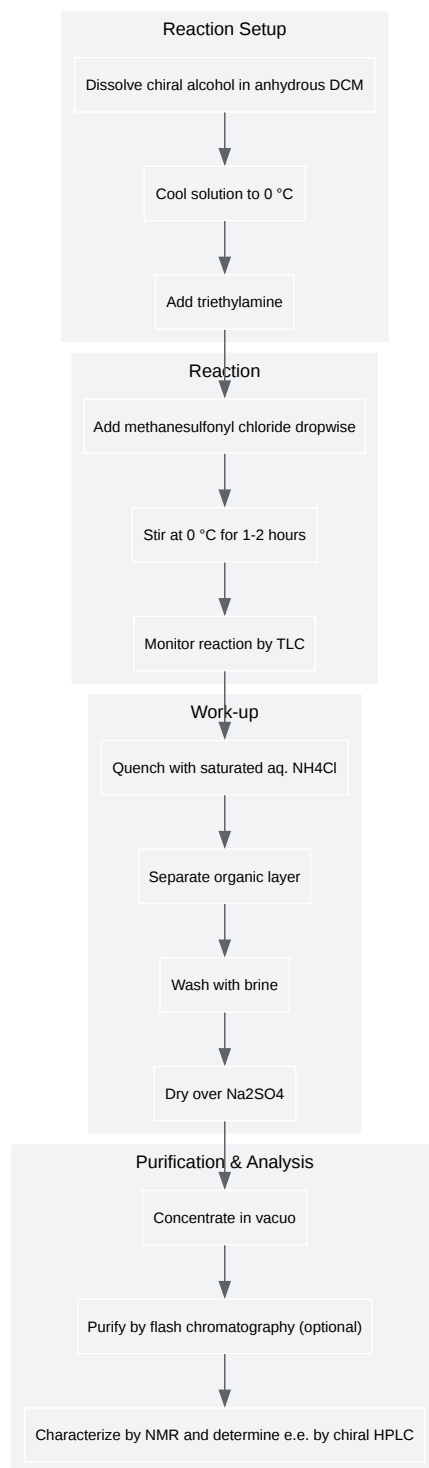 Reaction Setup
Dissolve chiral alcohol in anhydrous DCM
Cool solution to 0 °C
Add triethylamine
Reaction
Add methanesulfonyl chloride dropwise
Stir at 0 °C for 1-2 hours
Monitor reaction by TLC
Work-up
Quench with saturated aq. NH4Cl
Separate organic layer
Wash with brine
Dry over Na2SO4
Purification & Analysis
Concentrate in vacuo
Purify by flash chromatography (optional)
Characterize by NMR and determine e.e. by chiral HPLC